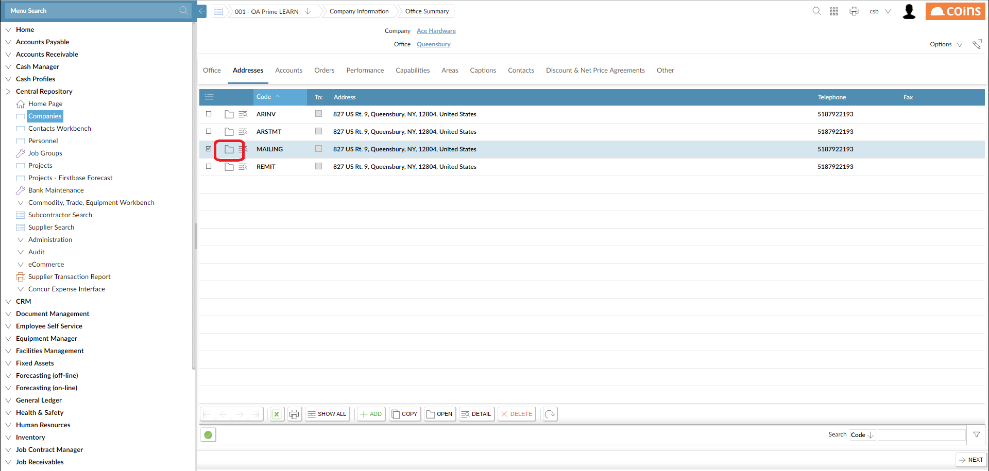 Menu Search
001 - OA Prime LEARN
Company Information
Office Summary
csb
coins
Company Ace Hardware
Office Queensbury
Options
Office Addresses Accounts Orders Performance Capabilities Areas Captions Contacts Discount & Net Price Agreements Other
Code To: Address Telephone Fax
ARINV 827 US Rt. 9, Queensbury, NY, 12804, United States 5187922193
ARSTMT 827 US Rt. 9, Queensbury, NY, 12804, United States 5187922193
MAILING 827 US Rt. 9, Queensbury, NY, 12804, United States 5187922193
REMIT 827 US Rt. 9, Queensbury, NY, 12804, United States 5187922193
Home
Accounts Payable
Accounts Receivable
Cash Manager
Cash Profiles
Central Repository
Home Page
Companies
Contacts Workbench
Personnel
Job Groups
Projects
Projects - Firstbase Forecast
Bank Maintenance
Commodity, Trade, Equipment Workbench
Subcontractor Search
Supplier Search
Administration
Audit
eCommerce
Supplier Transaction Report
Concur Expense Interface
CRM
Document Management
Employee Self Service
Equipment Manager
Facilities Management
Fixed Assets
Forecasting (off-line)
Forecasting (on-line)
General Ledger
Health & Safety
Human Resources
Inventory
Job Contract Manager
Job Receivables
SHOW ALL ADD COPY OPEN DETAIL DELETE
Search Code
NEXT